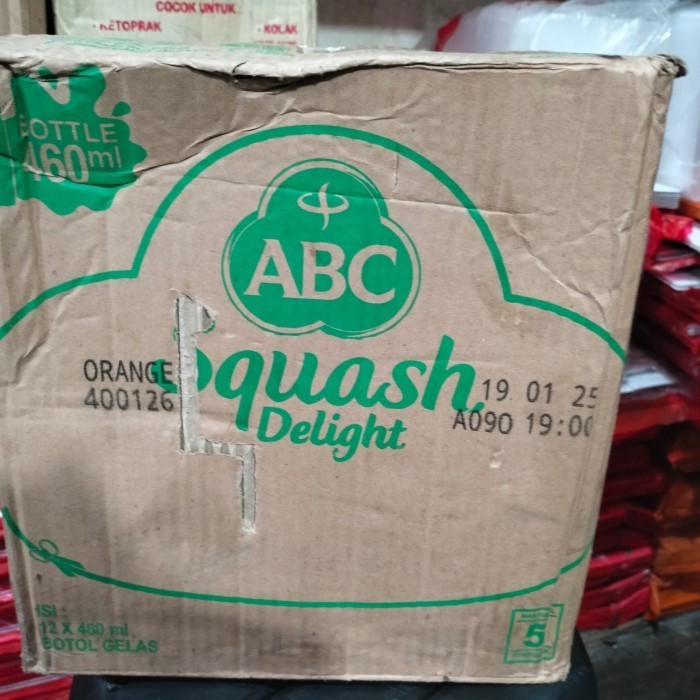 COCOK UNTUK
- KETOPRAK
- KOLAK
BOTTLE
460ml
ABC
Squash
Delight
ORANGE
400126
19 01 25
A090 19:00
ISI :
12 X 460 ml
BOTOL GELAS
5